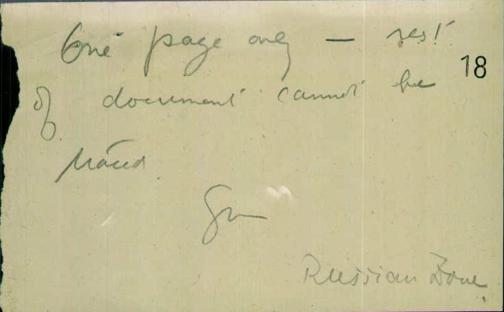 One page only — rest
18
of document cannot be
traced
Russian Zone